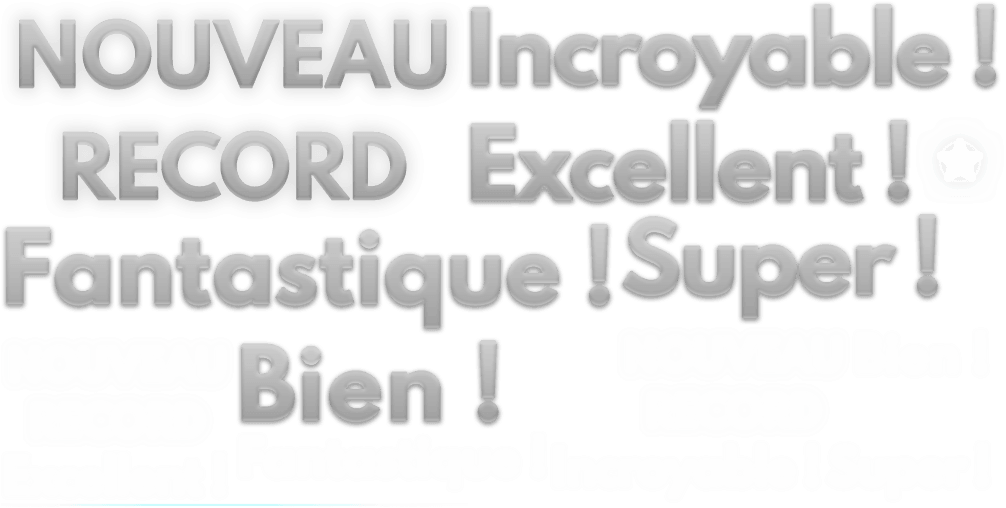 NOUVEAU
RECORD
Incroyable !
Excellent !
Fantastique !
Super !
Bien !